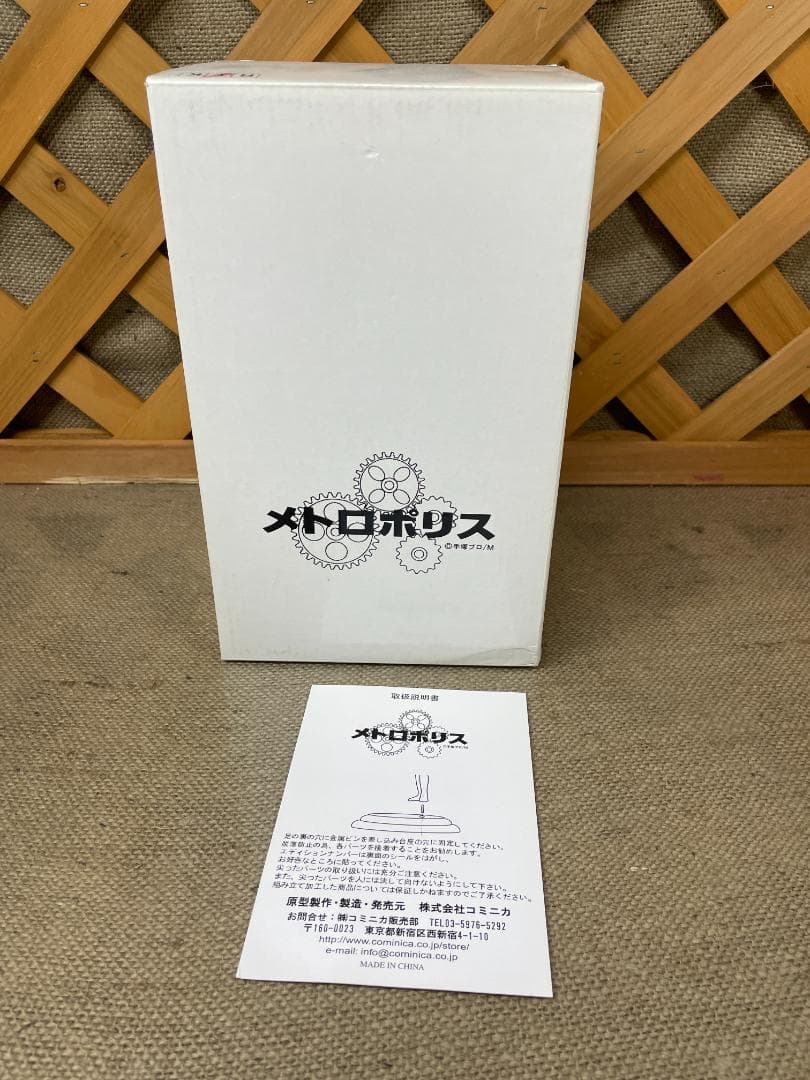 メトロポリス
©手塚プロ/M
取扱説明書
メトロポリス
©手塚プロ/M
足の裏の穴に金属ピンを差し込み台座の穴に固定してください。
放落防止の為、各パーツを接着することをお勧めします。
エディションナンバーは裏面のシールをはがし、
お好きなところに貼ってください。
尖ったパーツの取り扱いには充分ご注意ください。
また、尖ったパーツを人には決して向けないようにして下さい。
組み立て加工した商品については保証しかねますのでご了承ください。
原型製作・製造・発売元　株式会社コミニカ
お問合せ：㈱コミニカ販売部　TEL03-5976-5292
〒160-0023　東京都新宿区西新宿4-1-10
http://www.cominica.co.jp/store/
e-mail: info@cominica.co.jp
MADE IN CHINA